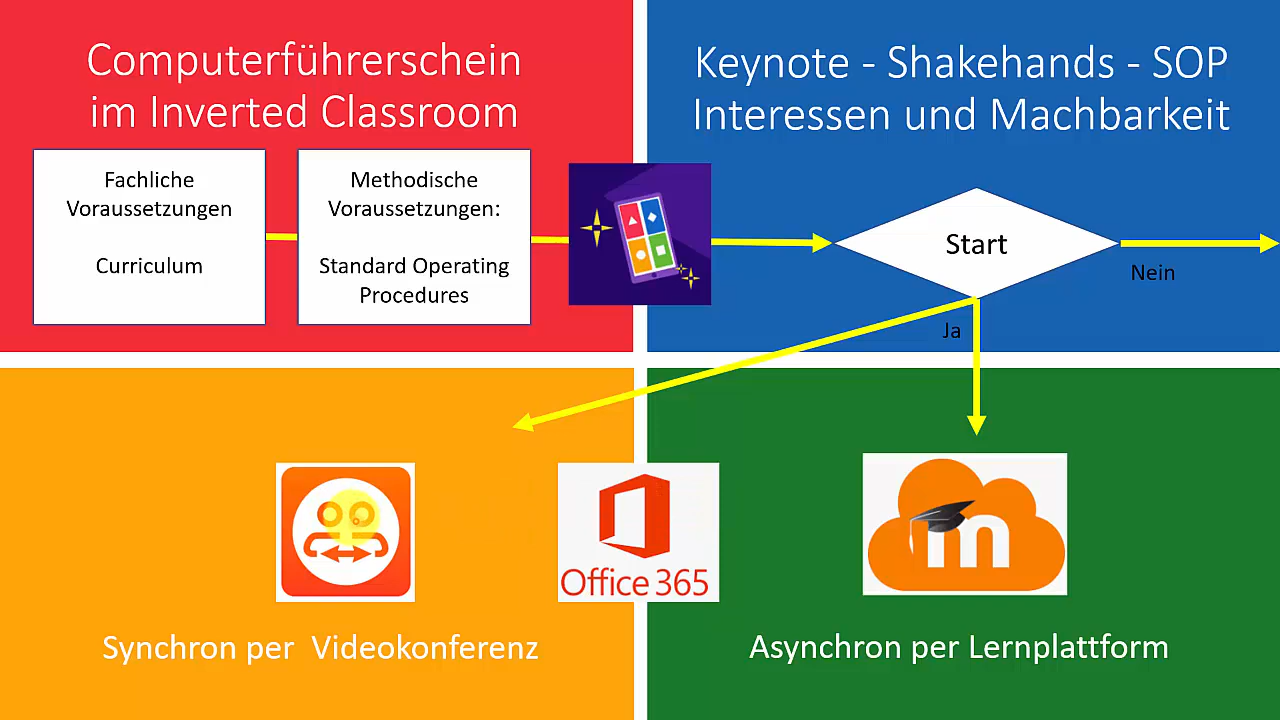 Computerführerschein
im Inverted Classroom
Keynote - Shakehands - SOP
Interessen und Machbarkeit
Fachliche
Voraussetzungen
Curriculum
Methodische
Voraussetzungen:
Standard Operating
Procedures
Start
Nein
Ja
Office 365
m
Synchron per  Videokonferenz
Asynchron per Lernplattform